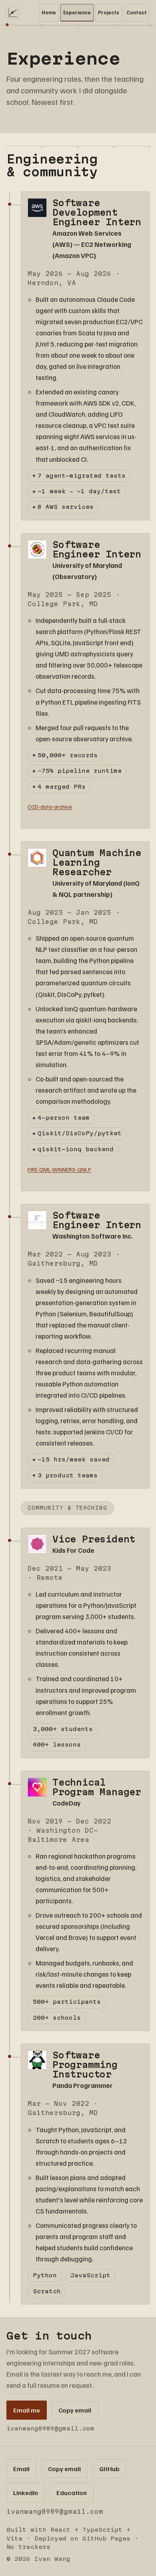 Home
Experience
Projects
Contact
Experience
Four engineering roles, then the teaching
and community work I did alongside
school. Newest first.
Engineering
& community
aws
Software
Development
Engineer Intern
Amazon Web Services
(AWS) — EC2 Networking
(Amazon VPC)
May 2026 — Aug 2026 ·
Herndon, VA
Built an autonomous Claude Code
agent with custom skills that
migrated seven production EC2/VPC
canaries from Scala to Java and
JUnit 5, reducing per-test migration
from about one week to about one
day, gated on live integration
testing.
Extended an existing canary
framework with AWS SDK v2, CDK,
and CloudWatch, adding LIFO
resource cleanup, a VPC test suite
spanning eight AWS services in us-
east-1, and an authentication fix
that unblocked CI.
7 agent-migrated tests
~1 week → ~1 day/test
8 AWS services
Software
Engineer Intern
University of Maryland
(Observatory)
May 2025 — Sep 2025 ·
College Park, MD
Independently built a full-stack
search platform (Python/Flask REST
APIs, SQLite, JavaScript front end)
giving UMD astrophysicists query
and filtering over 50,000+ telescope
observation records.
Cut data-processing time 75% with
a Python ETL pipeline ingesting FITS
files.
Merged four pull requests to the
open-source observatory archive.
50,000+ records
−75% pipeline runtime
4 merged PRs
CCD-data-archive
Quantum Machine
Learning
Researcher
University of Maryland (IonQ
& NQL partnership)
Aug 2023 — Jan 2025 ·
College Park, MD
Shipped an open-source quantum
NLP text classifier on a four-person
team, building the Python pipeline
that fed parsed sentences into
parameterized quantum circuits
(Qiskit, DisCoPy, pytket).
Unlocked IonQ quantum-hardware
execution via qiskit-ionq backends:
the team's enhanced
SPSA/Adam/genetic optimizers cut
test error from 41% to 4–9% in
simulation.
Co-built and open-sourced the
research artifact and wrote up the
comparison methodology.
4-person team
Qiskit/DisCoPy/pytket
qiskit-ionq backend
FIRE-QML-WINNERS-QNLP
Software
Engineer Intern
Washington Software Inc.
Mar 2022 — Aug 2023 ·
Gaithersburg, MD
Saved ~15 engineering hours
weekly by designing an automated
presentation-generation system in
Python (Selenium, BeautifulSoup)
that replaced the manual client-
reporting workflow.
Replaced recurring manual
research and data-gathering across
three product teams with modular,
reusable Python automation
integrated into CI/CD pipelines.
Improved reliability with structured
logging, retries, error handling, and
tests; supported Jenkins CI/CD for
consistent releases.
~15 hrs/week saved
3 product teams
COMMUNITY & TEACHING
Vice President
Kids For Code
Dec 2021 — May 2023
· Remote
Led curriculum and instructor
operations for a Python/JavaScript
program serving 3,000+ students.
Delivered 400+ lessons and
standardized materials to keep
instruction consistent across
classes.
Trained and coordinated 10+
instructors and improved program
operations to support 25%
enrollment growth.
3,000+ students
400+ lessons
Technical
Program Manager
CodeDay
Nov 2019 — Dec 2022
· Washington DC–
Baltimore Area
Ran regional hackathon programs
end-to-end, coordinating planning,
logistics, and stakeholder
communication for 500+
participants.
Drove outreach to 200+ schools and
secured sponsorships (including
Vercel and Brave) to support event
delivery.
Managed budgets, runbooks, and
risk/last-minute changes to keep
events reliable and repeatable.
500+ participants
200+ schools
Software
Programming
Instructor
Panda Programmer
Mar — Nov 2022 ·
Gaithersburg, MD
Taught Python, JavaScript, and
Scratch to students ages 6–12
through hands-on projects and
structured practice.
Built lesson plans and adapted
pacing/explanations to match each
student's level while reinforcing core
CS fundamentals.
Communicated progress clearly to
parents and program staff and
helped students build confidence
through debugging.
Python
JavaScript
Scratch
Get in touch
I'm looking for Summer 2027 software
engineering internships and new-grad roles.
Email is the fastest way to reach me, and I can
send a full resume on request.
Email me
Copy email
ivanwang8989@gmail.com
Email
Copy email
GitHub
LinkedIn
Education
ivanwang8989@gmail.com
Built with React + TypeScript +
Vite · Deployed on GitHub Pages ·
No trackers
© 2026 Ivan Wang